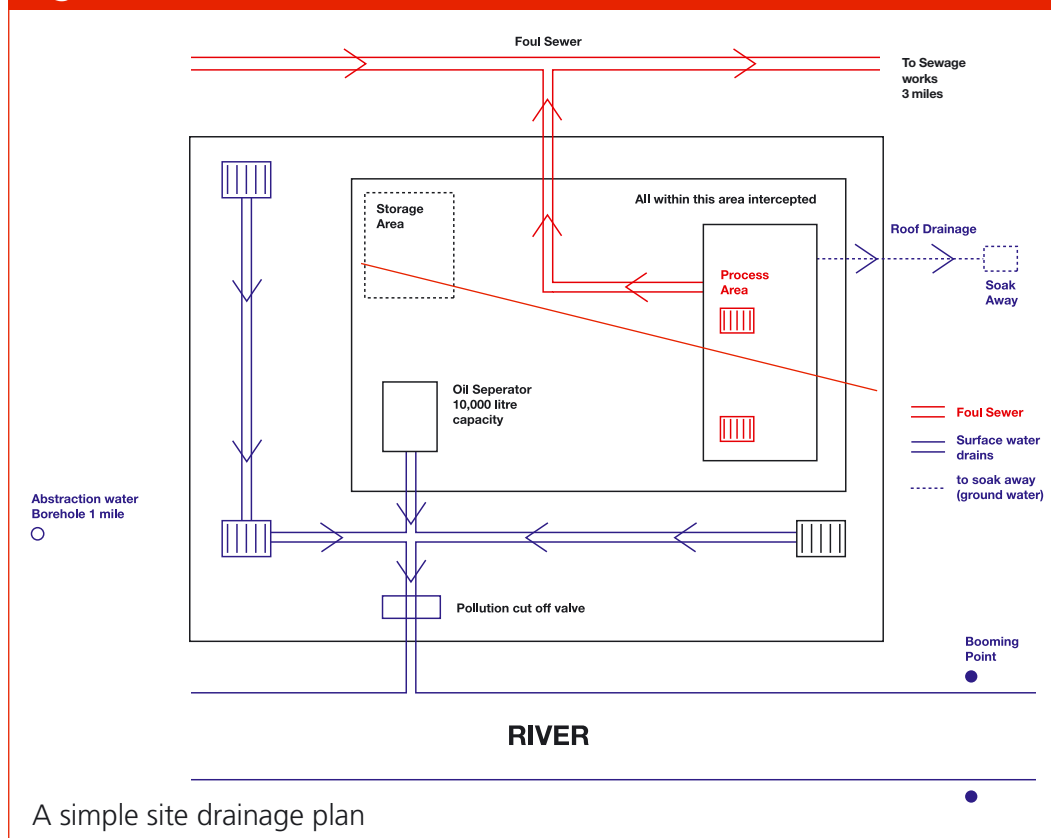 Foul Sewer
To Sewage
works
3 miles
Storage
Area
All within this area intercepted
Roof Drainage
Process
Area
Soak
Away
Oil Seperator
10,000 litre
capacity
Foul Sewer
Surface water
drains
to soak away
(ground water)
Abstraction water
Borehole 1 mile
Pollution cut off valve
Booming
Point
RIVER
A simple site drainage plan